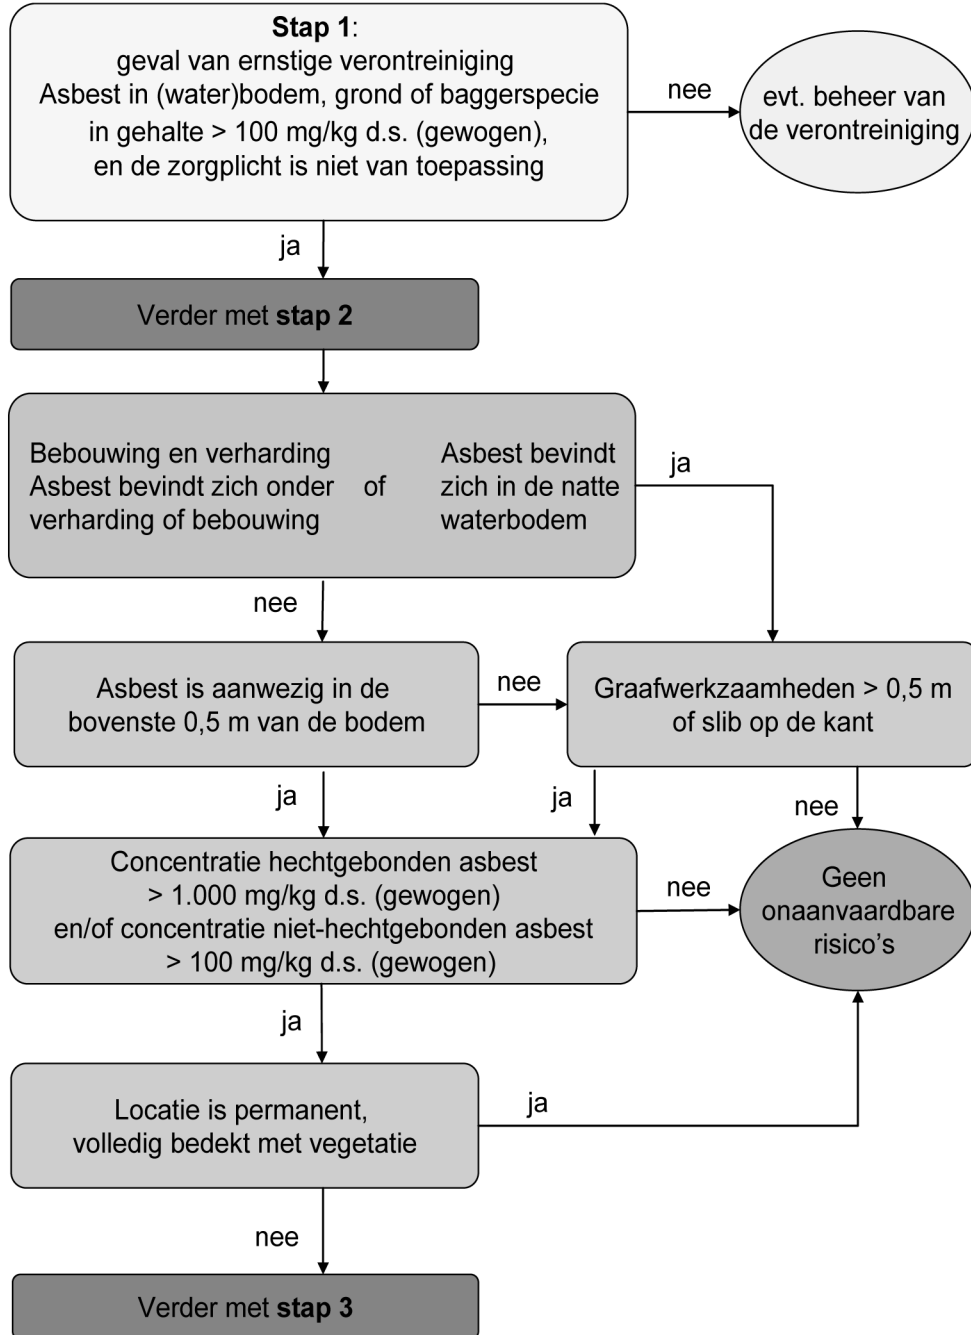 Stap 1:
geval van ernstige verontreiniging
Asbest in (water)bodem, grond of baggerspecie
in gehalte > 100 mg/kg d.s. (gewogen),
en de zorgplicht is niet van toepassing
nee
evt. beheer van
de verontreiniging
ja
Verder met stap 2
Bebouwing en verharding
Asbest bevindt zich onder
verharding of bebouwing
of
Asbest bevindt
zich in de natte
waterbodem
ja
nee
Asbest is aanwezig in de
bovenste 0,5 m van de bodem
nee
Graafwerkzaamheden > 0,5 m
of slib op de kant
ja
ja
nee
Concentratie hechtgebonden asbest
> 1.000 mg/kg d.s. (gewogen)
en/of concentratie niet-hechtgebonden asbest
> 100 mg/kg d.s. (gewogen)
nee
Geen
onaanvaardbare
risico's
ja
Locatie is permanent,
volledig bedekt met vegetatie
ja
nee
Verder met stap 3